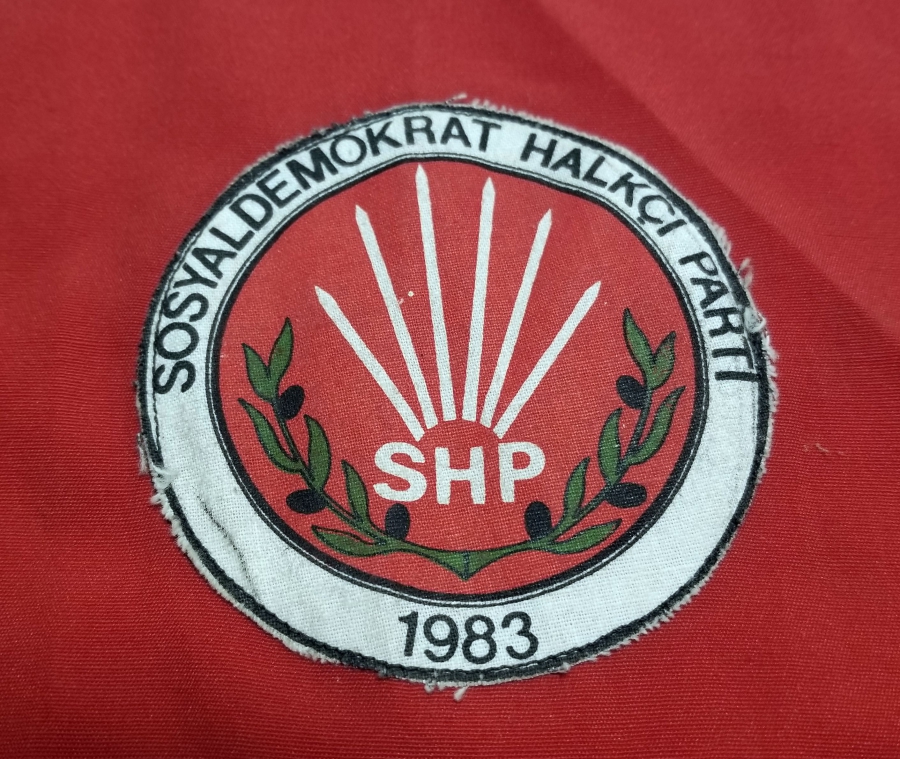 SOSYALDEMOKRAT HALKÇI PARTİ
SHP
1983